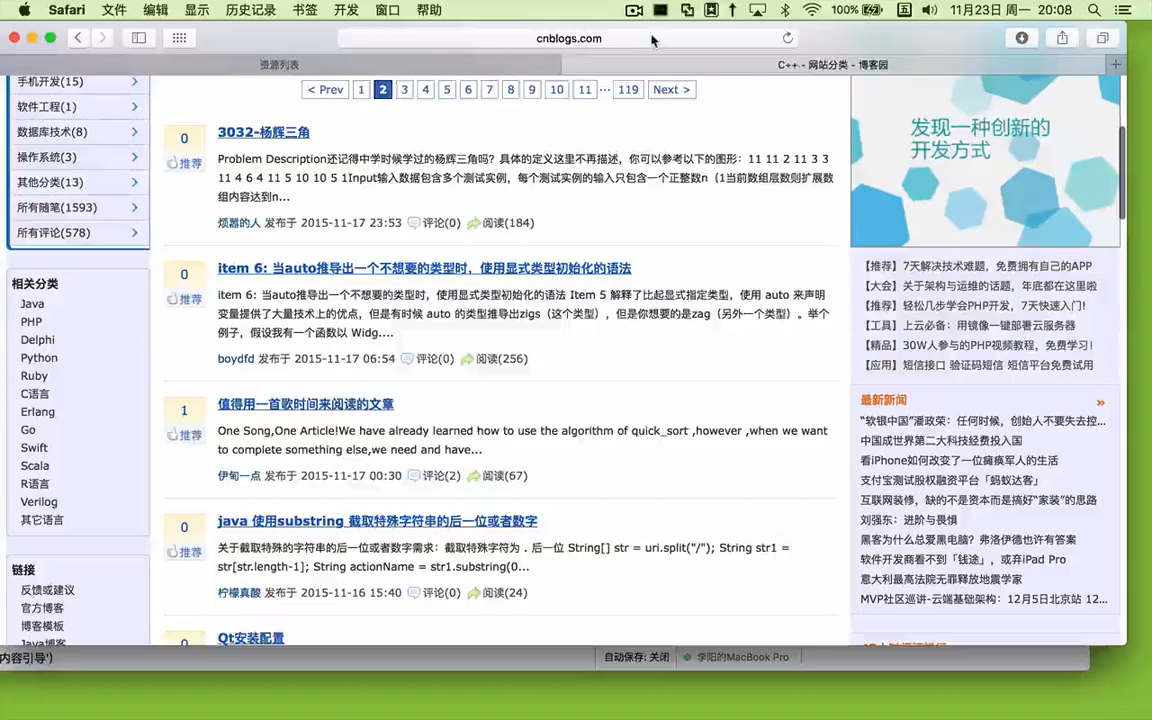 Safari 文件 编辑 显示 历史记录 书签 开发 窗口 帮助 100% 五 11月23日 周一 20:08
cnblogs.com
资源列表 C++ - 网站分类 - 博客园
手机开发(15)
软件工程(1)
数据库技术(8)
操作系统(3)
其他分类(13)
所有随笔(1593)
所有评论(578)
相关分类
Java
PHP
Delphi
Python
Ruby
C语言
Erlang
Go
Swift
Scala
R语言
Verilog
其它语言
链接
反馈或建议
官方博客
博客模板
Java博客
< Prev 1 2 3 4 5 6 7 8 9 10 11 ··· 119 Next >
0
推荐
3032-杨辉三角
Problem Description还记得中学时候学过的杨辉三角吗？具体的定义这里不再描述，你可以参考以下的图形：11 11 2 11 3 3
11 4 6 4 11 5 10 10 5 1Input输入数据包含多个测试实例，每个测试实例的输入只包含一个正整数n（1当前数组层数则扩展数
组内容达到n...
烦嚣的人 发布于 2015-11-17 23:53 评论(0) 阅读(184)
0
推荐
item 6: 当auto推导出一个不想要的类型时，使用显式类型初始化的语法
item 6: 当auto推导出一个不想要的类型时，使用显式类型初始化的语法 Item 5 解释了比起显式指定类型，使用 auto 来声明
变量提供了大量技术上的优点，但是有时候 auto 的类型推导出zigs（这个类型），但是你想要的是zag（另外一个类型）。举个
例子，假设我有一个函数以 Widg....
boydfd 发布于 2015-11-17 06:54 评论(0) 阅读(256)
1
推荐
值得用一首歌时间来阅读的文章
One Song,One Article!We have already learned how to use the algorithm of quick_sort ,however ,when we want
to complete something else,we need and have...
伊甸一点 发布于 2015-11-17 00:30 评论(2) 阅读(67)
0
推荐
java 使用substring 截取特殊字符串的后一位或者数字
关于截取特殊的字符串的后一位或者数字需求：截取特殊字符为 . 后一位 String[] str = uri.split("/"); String str1 =
str[str.length-1]; String actionName = str1.substring(0...
柠檬真酸 发布于 2015-11-16 15:40 评论(0) 阅读(24)
0
Qt安装配置
发现一种创新的
开发方式
【推荐】7天解决技术难题，免费拥有自己的APP
【大会】关于架构与运维的话题，年底都在这里啦
【推荐】轻松几步学会PHP开发，7天快速入门!
【工具】上云必备：用镜像一键部署云服务器
【精品】30W人参与的PHP视频教程，免费学习!
【应用】短信接口 验证码短信 短信平台免费试用
最新新闻 »
“软银中国”潘政荣：任何时候，创始人不要失去控...
中国成世界第二大科技经费投入国
看iPhone如何改变了一位瘫痪军人的生活
支付宝测试股权融资平台「蚂蚁达客」
互联网装修，缺的不是资本而是搞好“家装”的思路
刘强东：进阶与畏惧
黑客为什么总爱黑电脑？弗洛伊德也许有答案
软件开发商看不到「钱途」，或弃iPad Pro
意大利最高法院无罪释放地震学家
MVP社区巡讲-云端基础架构：12月5日北京站 12...
内容引导') 自动保存: 关闭 李阳的MacBook Pro